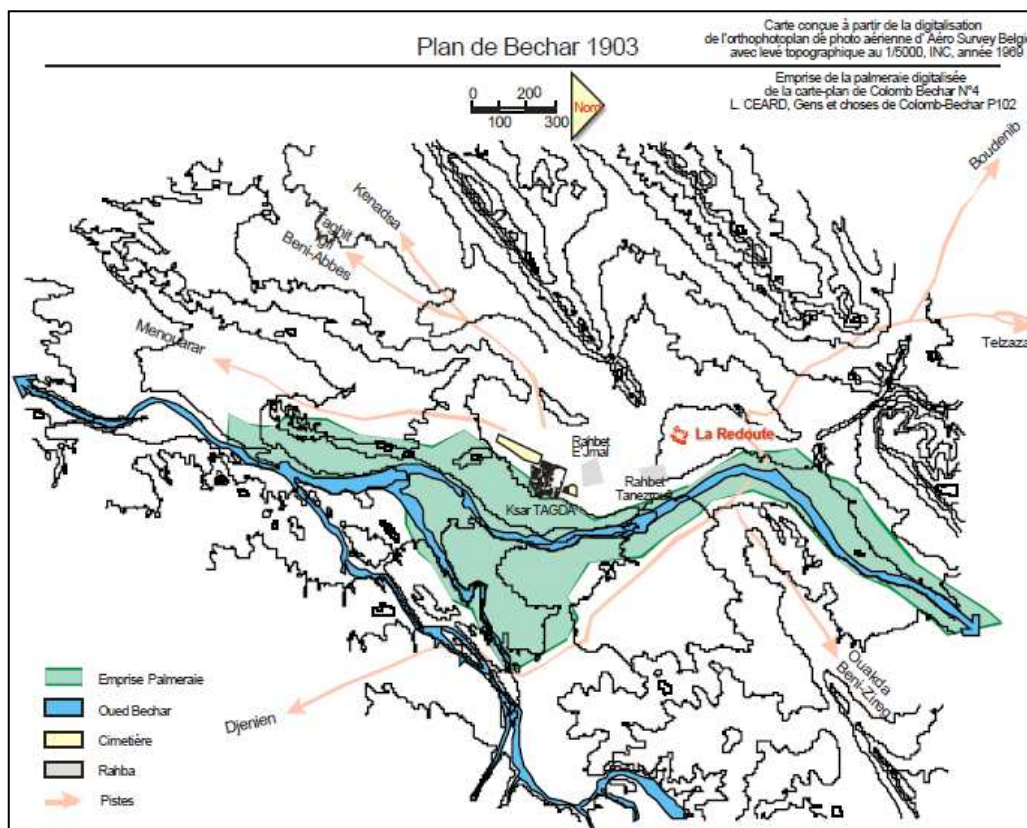 Plan de Bechar 1903
Carte conçue à partir de la digitalisation
de l'orthophotoplan de photo aérienne d' Aéro Survey Belgi
avec levé topographique au 1/5000, INC, année 1969
Emprise de la palmeraie digitalisée
de la carte-plan de Colomb Bechar N°4
L. CEARD, Gens et choses de Colomb-Bechar P102
0 200
100 300
Nord
Boudenib
Kenadsa
Taghit
Igli
Beni-Abbes
Menouarar
Telzaza
La Redoute
Rahbet
E'Jmal
Rahbet
Ksar TAGDA
Ouakda
Beni-Zireg
Djenien
Emprise Palmeraie
Oued Bechar
Cimetière
Rahba
Pistes